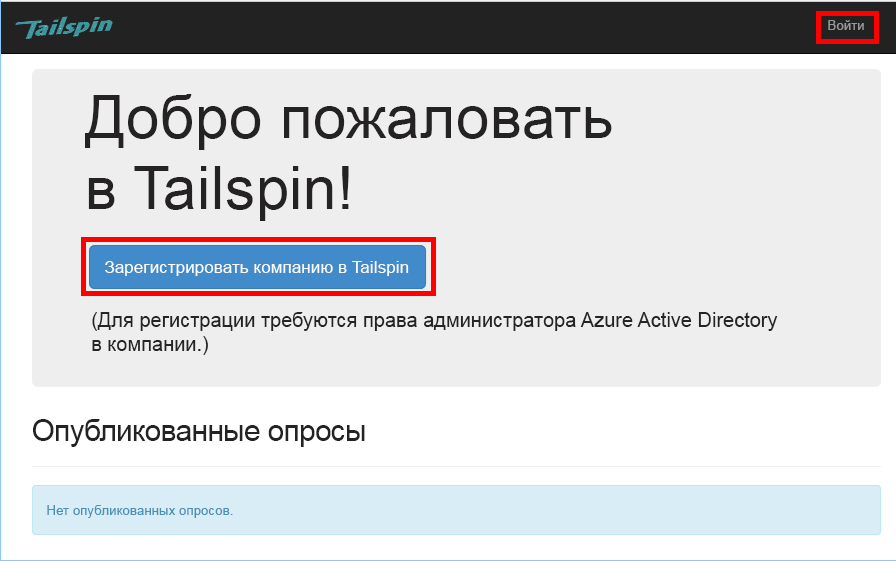 Tailspin
Войти
Добро пожаловать
в Tailspin!
Зарегистрировать компанию в Tailspin
(Для регистрации требуются права администратора Azure Active Directory
в компании.)
Опубликованные опросы
Нет опубликованных опросов.